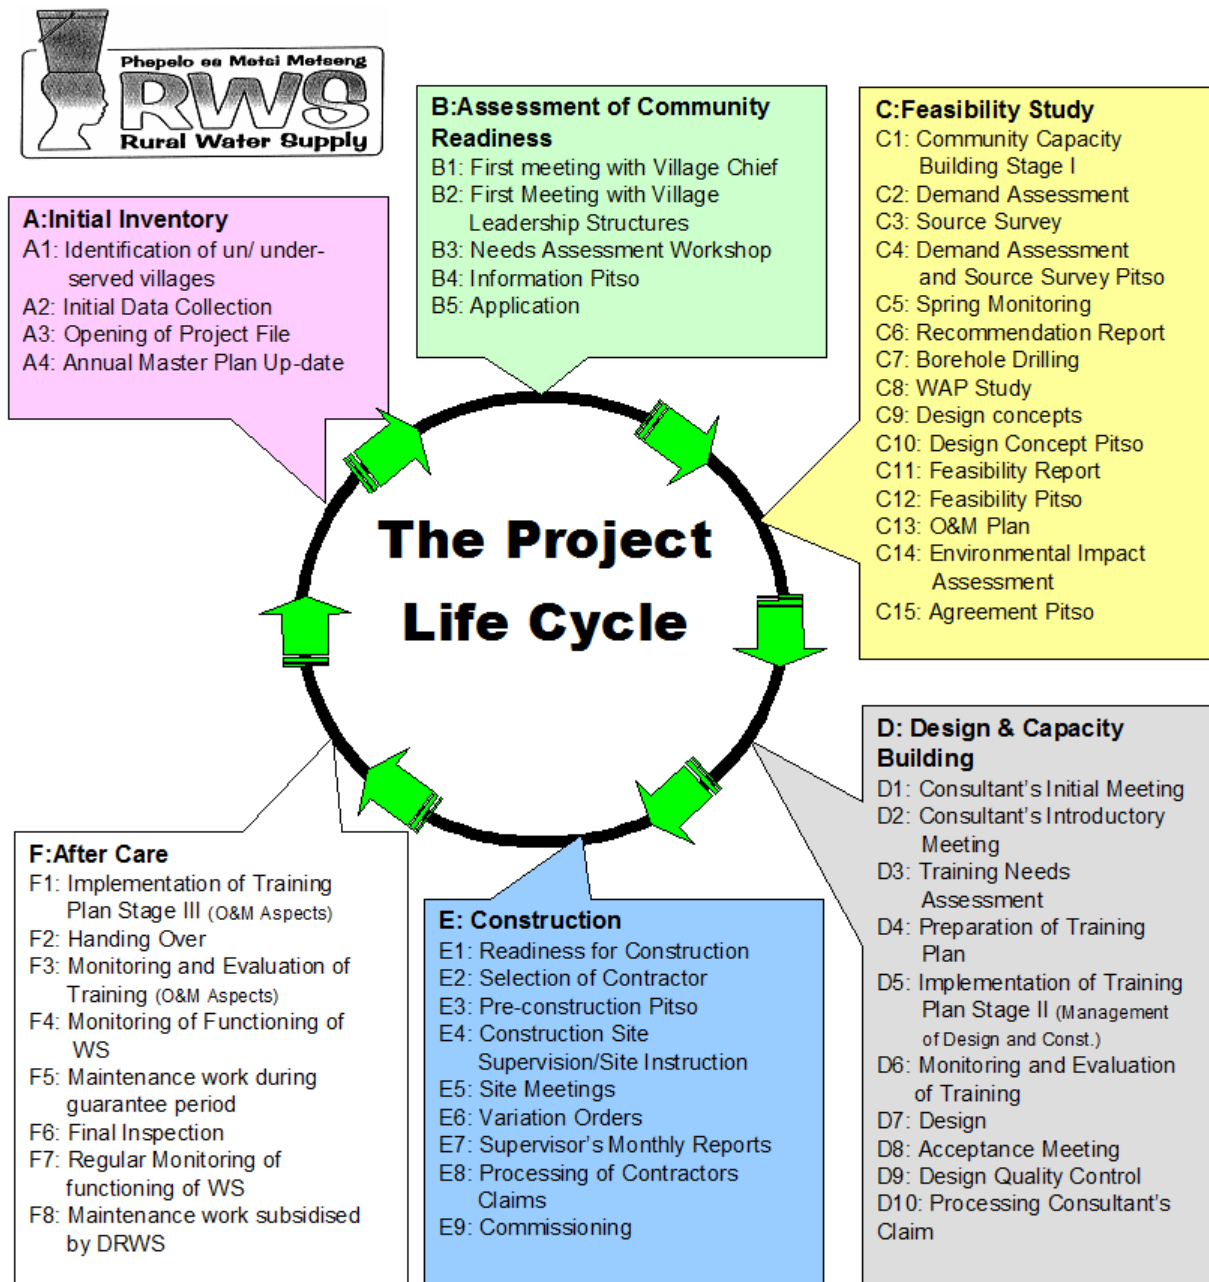 Phepelo ea Metsi Metseng
RWS
Rural Water Supply
A:Initial Inventory
A1: Identification of un/ under-
served villages
A2: Initial Data Collection
A3: Opening of Project File
A4: Annual Master Plan Up-date
B:Assessment of Community
Readiness
B1: First meeting with Village Chief
B2: First Meeting with Village
Leadership Structures
B3: Needs Assessment Workshop
B4: Information Pitso
B5: Application
C:Feasibility Study
C1: Community Capacity
Building Stage I
C2: Demand Assessment
C3: Source Survey
C4: Demand Assessment
and Source Survey Pitso
C5: Spring Monitoring
C6: Recommendation Report
C7: Borehole Drilling
C8: WAP Study
C9: Design concepts
C10: Design Concept Pitso
C11: Feasibility Report
C12: Feasibility Pitso
C13: O&M Plan
C14: Environmental Impact
Assessment
C15: Agreement Pitso
The Project
Life Cycle
D: Design & Capacity
Building
D1: Consultant's Initial Meeting
D2: Consultant's Introductory
Meeting
D3: Training Needs
Assessment
D4: Preparation of Training
Plan
D5: Implementation of Training
Plan Stage II (Management
of Design and Const.)
D6: Monitoring and Evaluation
of Training
D7: Design
D8: Acceptance Meeting
D9: Design Quality Control
D10: Processing Consultant's
Claim
E: Construction
E1: Readiness for Construction
E2: Selection of Contractor
E3: Pre-construction Pitso
E4: Construction Site
Supervision/Site Instruction
E5: Site Meetings
E6: Variation Orders
E7: Supervisor's Monthly Reports
E8: Processing of Contractors
Claims
E9: Commissioning
F:After Care
F1: Implementation of Training
Plan Stage III (O&M Aspects)
F2: Handing Over
F3: Monitoring and Evaluation of
Training (O&M Aspects)
F4: Monitoring of Functioning of
WS
F5: Maintenance work during
guarantee period
F6: Final Inspection
F7: Regular Monitoring of
functioning of WS
F8: Maintenance work subsidised
by DRWS